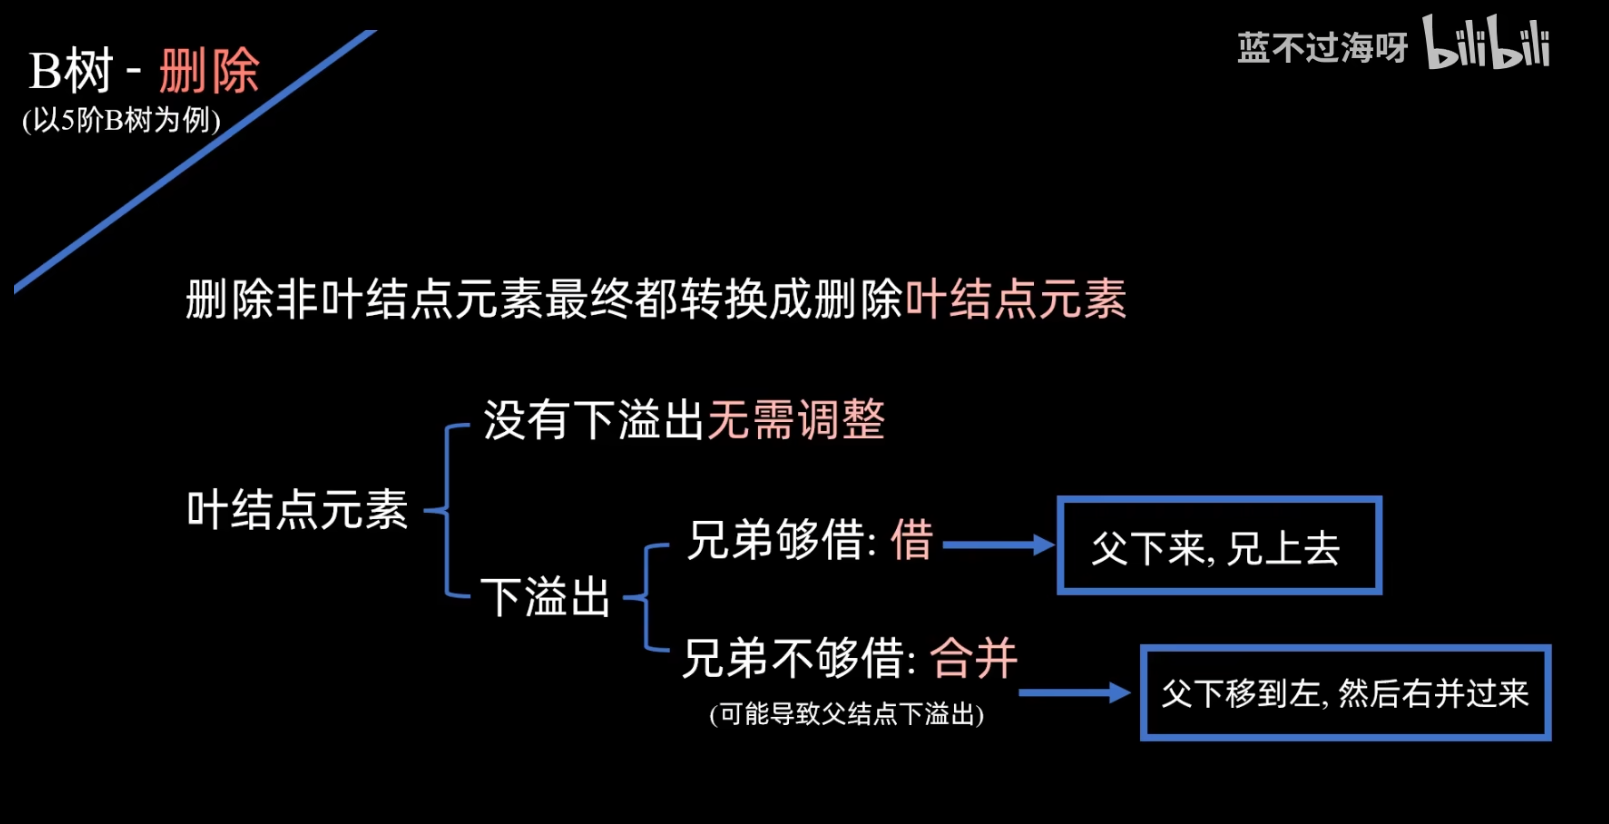 B树 - 删除
(以5阶B树为例)
蓝不过海呀 bilibili
删除非叶结点元素最终都转换成删除叶结点元素
没有下溢出无需调整
叶结点元素
兄弟够借: 借
父下来, 兄上去
下溢出
兄弟不够借: 合并
(可能导致父结点下溢出)
父下移到左, 然后右并过来